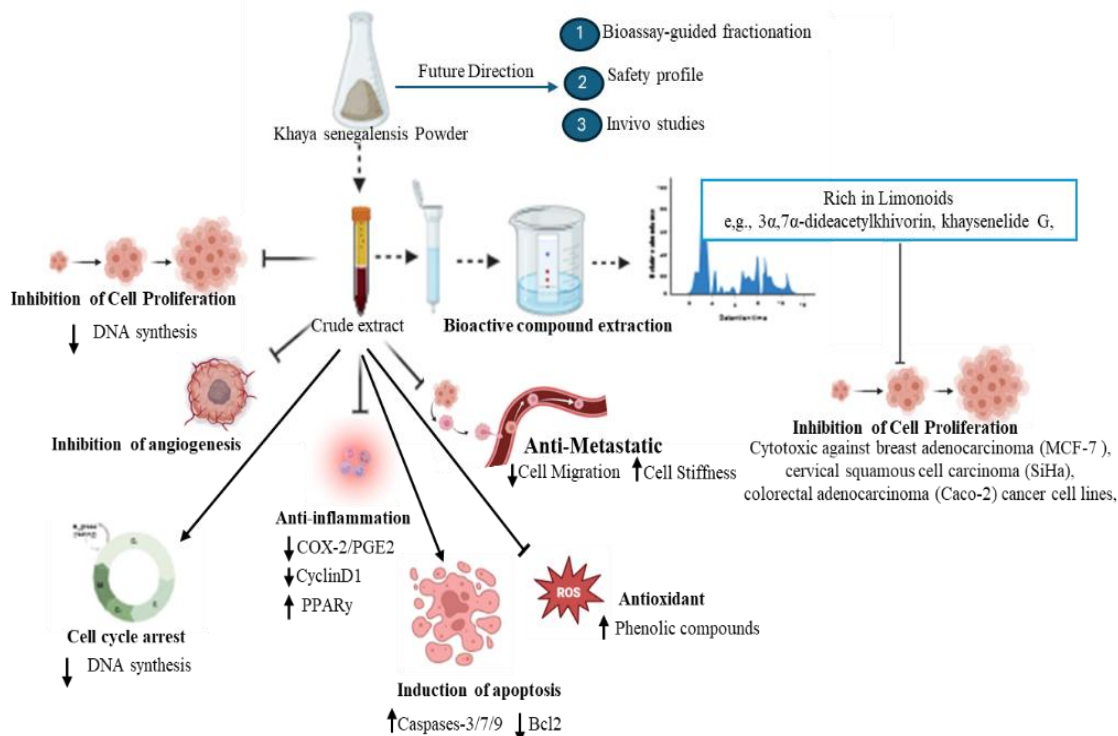 1 Bioassay-guided fractionation
Future Direction
2 Safety profile
3 Invivo studies
Khaya senegalensis Powder
Rich in Limonoids
e,g., 3α,7α-dideacetylkhivorin, khaysenelide G,
Inhibition of Cell Proliferation
DNA synthesis
Crude extract
Bioactive compound extraction
Retention time
Inhibition of angiogenesis
Anti-Metastatic
Cell Migration Cell Stiffness
Inhibition of Cell Proliferation
Cytotoxic against breast adenocarcinoma (MCF-7 ),
cervical squamous cell carcinoma (SiHa),
colorectal adenocarcinoma (Caco-2) cancer cell lines,
Anti-inflammation
COX-2/PGE2
CyclinD1
PPARy
ROS
Antioxidant
Phenolic compounds
Cell cycle arrest
DNA synthesis
Induction of apoptosis
Caspases-3/7/9 Bcl2